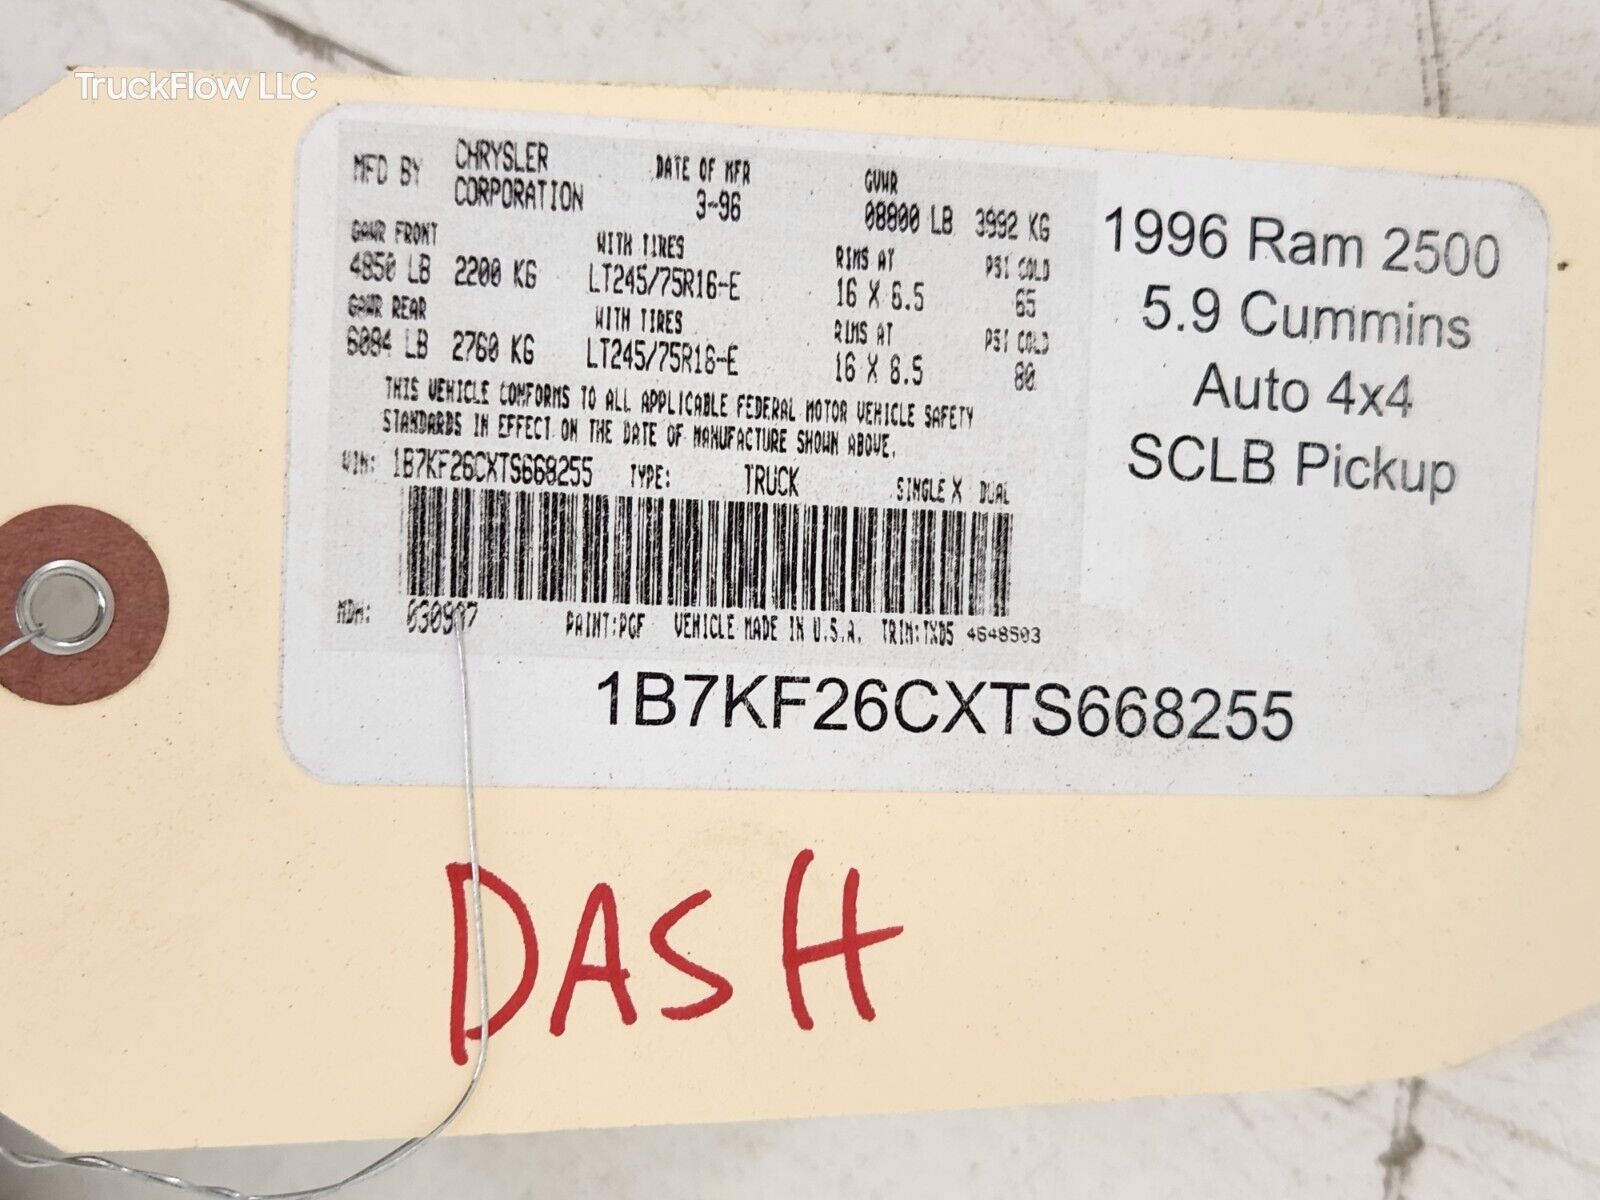 TruckFlow LLC
MFD BY CHRYSLER CORPORATION DATE OF MFR 3-96 GVWR 08800 LB 3992 KG
GAWR FRONT WITH TIRES RIMS AT PSI COLD
4850 LB 2200 KG LT245/75R16-E 16 X 6.5 65
GAWR REAR WITH TIRES RIMS AT PSI COLD
6084 LB 2760 KG LT245/75R16-E 16 X 6.5 80
THIS VEHICLE CONFORMS TO ALL APPLICABLE FEDERAL MOTOR VEHICLE SAFETY
STANDARDS IN EFFECT ON THE DATE OF MANUFACTURE SHOWN ABOVE.
VIN: 1B7KF26CXTS668255 TYPE: TRUCK SINGLE X DUAL
MDH: PAINT:PGF VEHICLE MADE IN U.S.A. TRIM:TXD5 4648503
1996 Ram 2500
5.9 Cummins
Auto 4x4
SCLB Pickup
1B7KF26CXTS668255
DASH